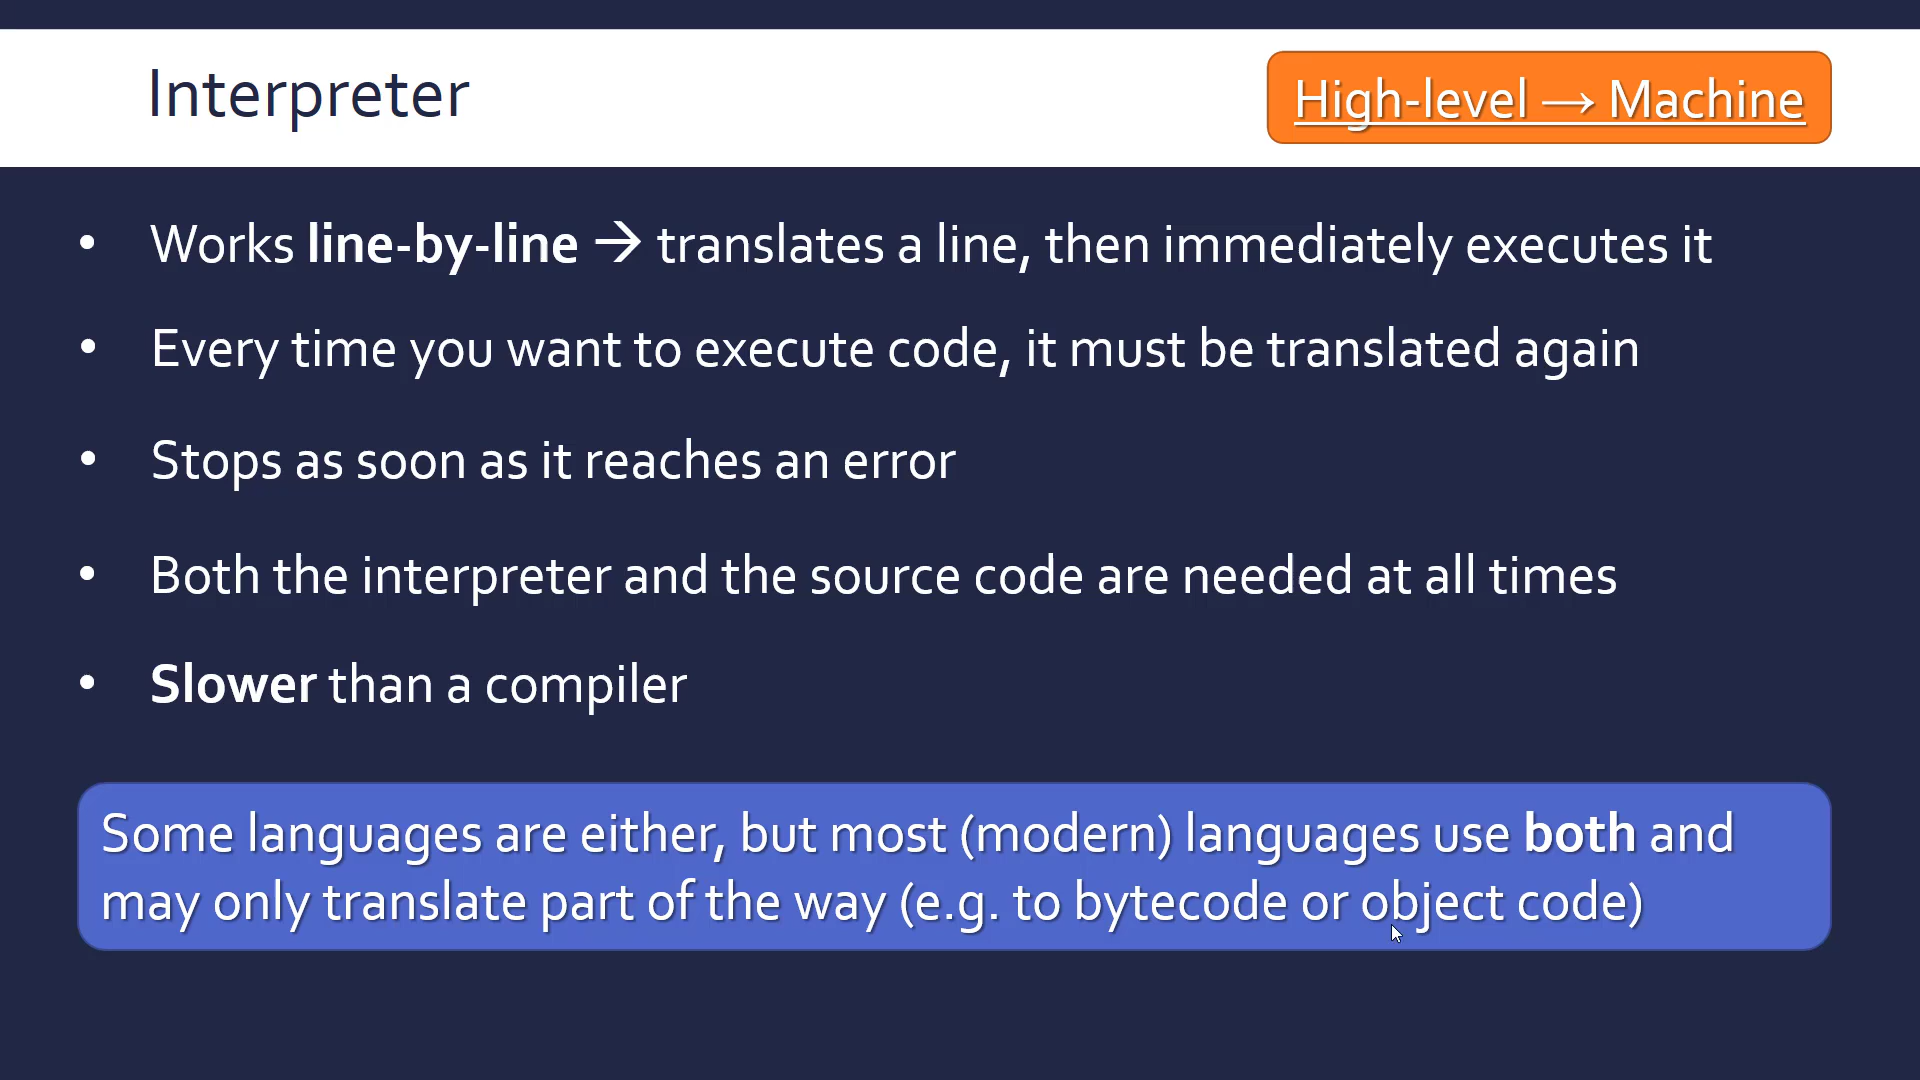 Interpreter
High-level → Machine
• Works line-by-line → translates a line, then immediately executes it
• Every time you want to execute code, it must be translated again
• Stops as soon as it reaches an error
• Both the interpreter and the source code are needed at all times
• Slower than a compiler
Some languages are either, but most (modern) languages use both and
may only translate part of the way (e.g. to bytecode or object code)